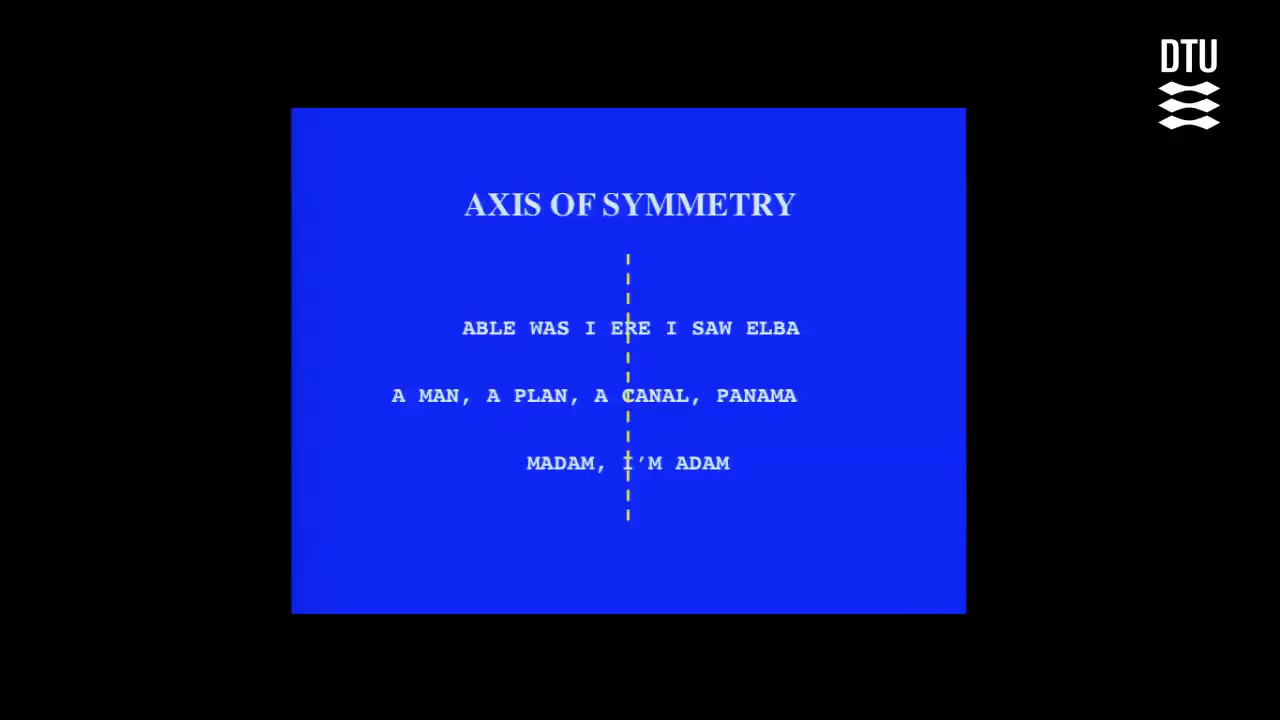 DTU
AXIS OF SYMMETRY
ABLE WAS I ERE I SAW ELBA
A MAN, A PLAN, A CANAL, PANAMA
MADAM, I'M ADAM